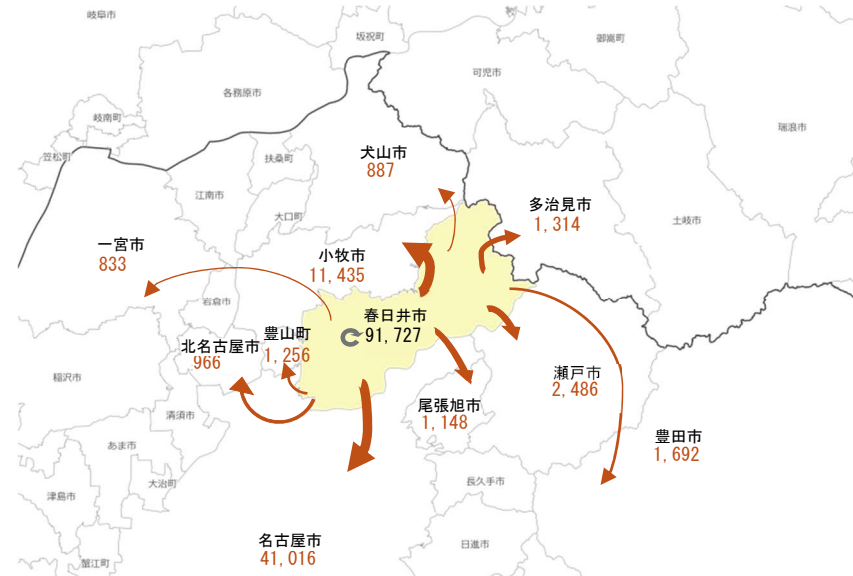 岐阜市
坂祝町
御嵩町
可児市
各務原市
岐南町
瑞浪市
笠松町
扶桑町
犬山市
887
江南市
多治見市
1,314
大口町
土岐市
一宮市
833
小牧市
11,435
岩倉市
春日井市
91,727
豊山町
1,256
北名古屋市
966
稲沢市
瀬戸市
2,486
尾張旭市
1,148
清須市
豊田市
1,692
あま市
長久手市
大治町
津島市
名古屋市
41,016
日進市
蟹江町